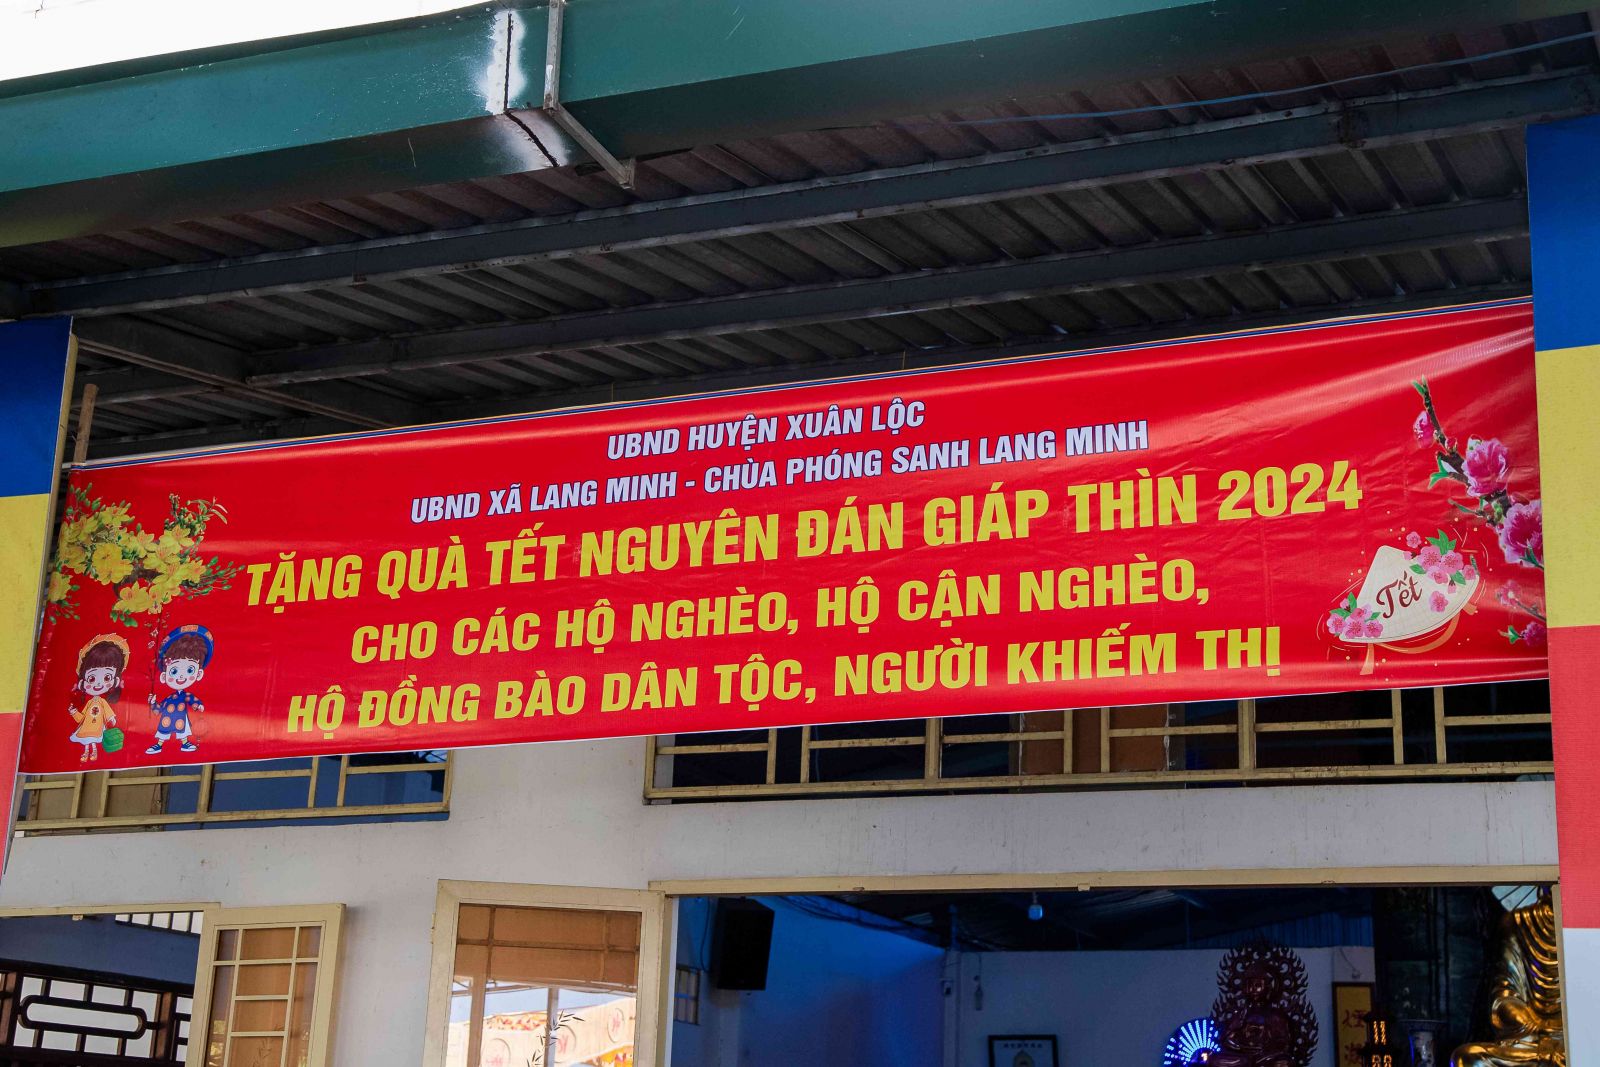 UBND HUYỆN XUÂN LỘC
UBND XÃ LANG MINH - CHÙA PHÓNG SANH LANG MINH
TẶNG QUÀ TẾT NGUYÊN ĐÁN GIÁP THÌN 2024
CHO CÁC HỘ NGHÈO, HỘ CẬN NGHÈO,
HỘ ĐỒNG BÀO DÂN TỘC, NGƯỜI KHIẾM THỊ
Tết